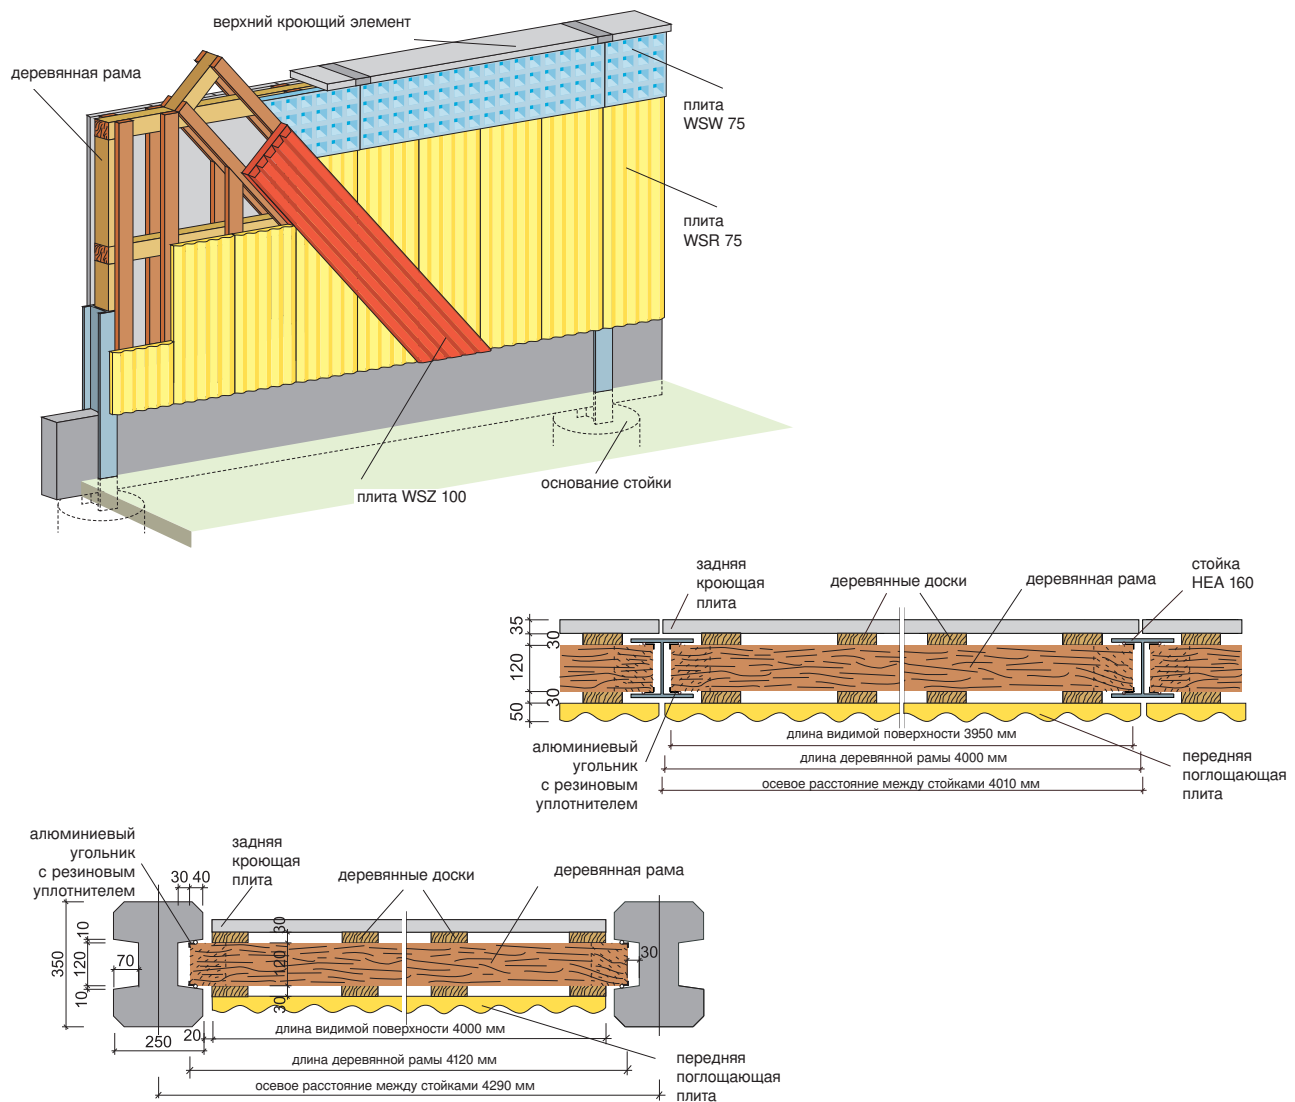 верхний кроющий элемент
деревянная рама
плита
WSW 75
плита
WSR 75
основание стойки
плита WSZ 100
задняя
кроющая
плита
деревянные доски
деревянная рама
стойка
HEA 160
35
30
120
30
50
длина видимой поверхности 3950 мм
длина деревянной рамы 4000 мм
осевое расстояние между стойками 4010 мм
алюминиевый
угольник
с резиновым
уплотнителем
передняя
поглощающая
плита
алюминиевый
угольник
с резиновым
уплотнителем
задняя
кроющая
плита
деревянные доски
деревянная рама
30 40
10
350
120
70
10
250
20
30
120
30
30
длина видимой поверхности 4000 мм
длина деревянной рамы 4120 мм
осевое расстояние между стойками 4290 мм
передняя
поглощающая
плита